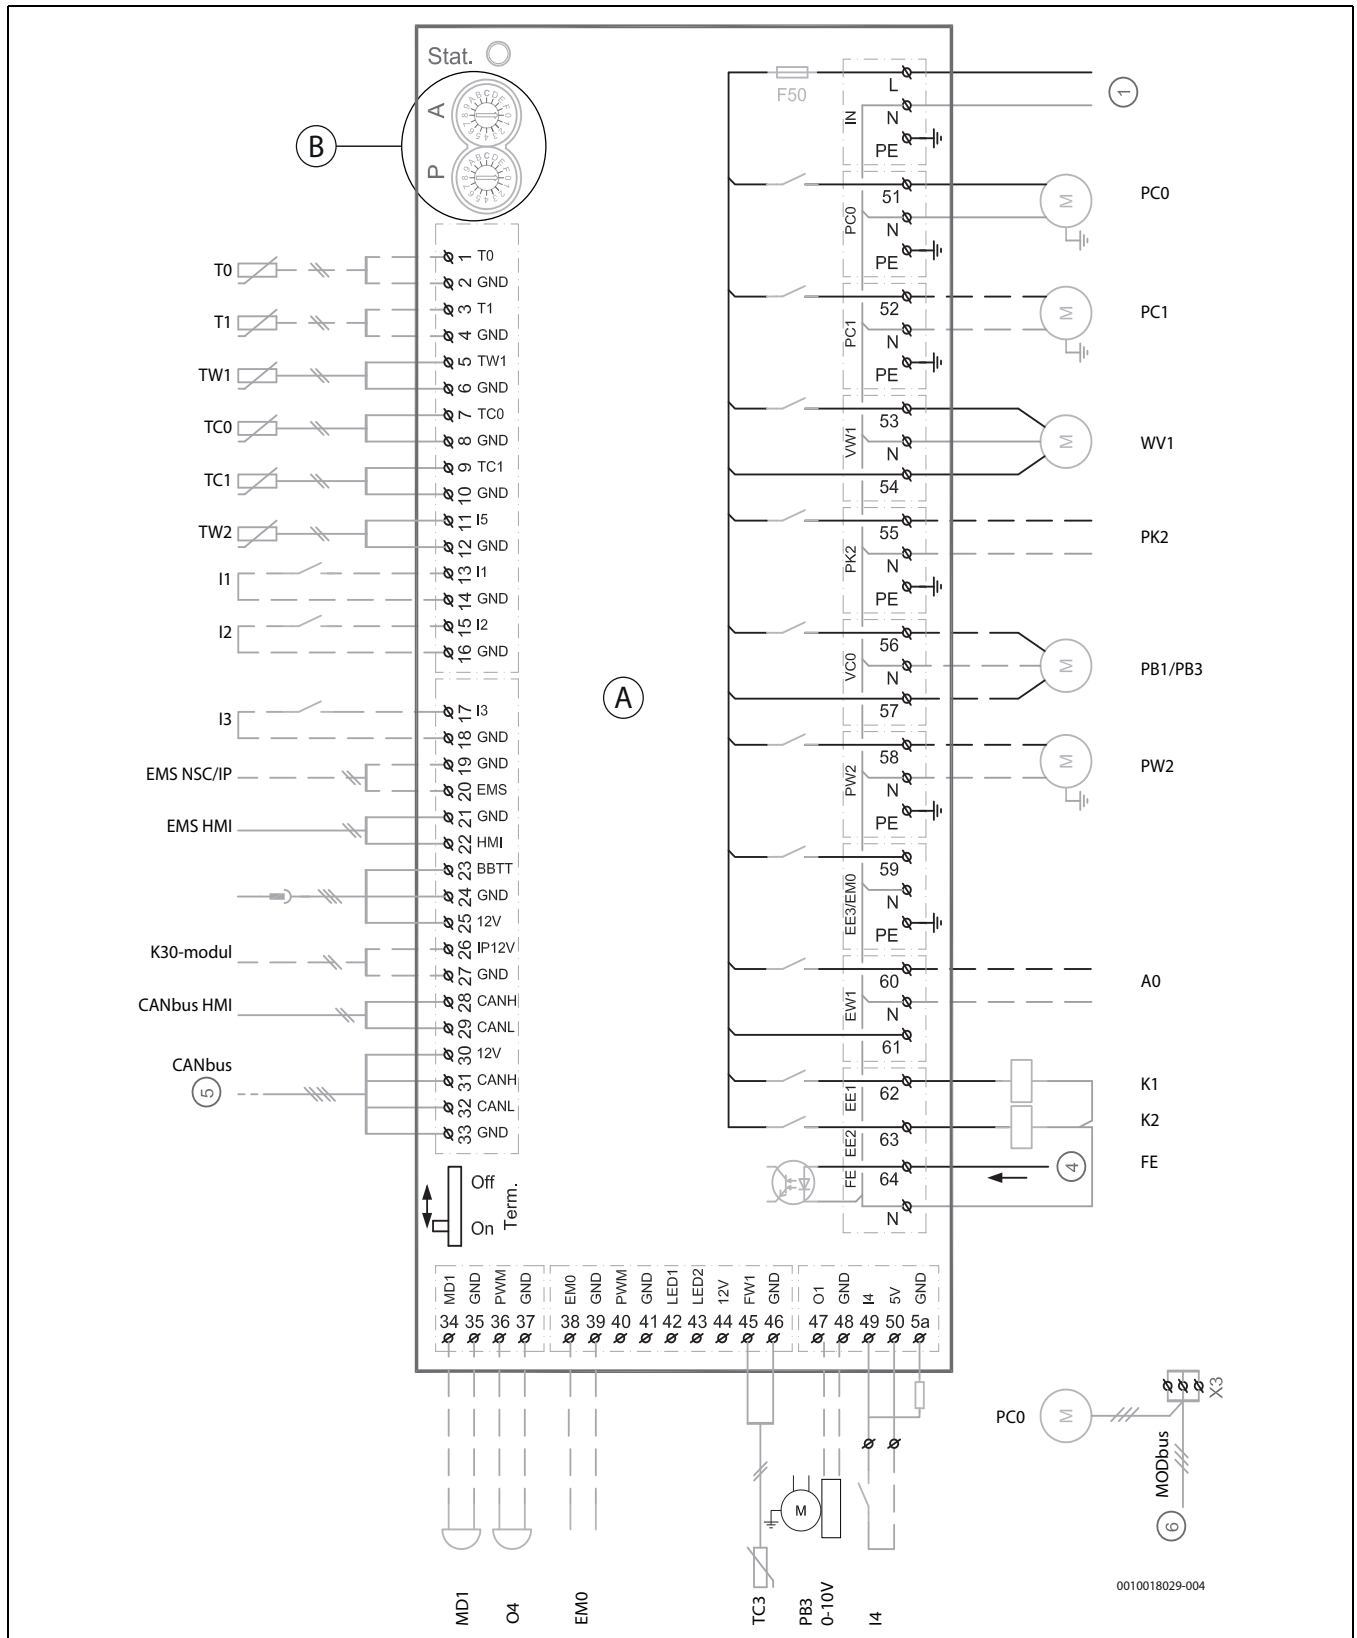 Stat.
A
P
B
A
F50
L
N
PE
IN
1
51
N
PE
PC0
PC0
52
N
PE
PC1
PC1
53
N
54
VW1
WV1
55
N
PE
PK2
PK2
56
N
57
VC0
PB1/PB3
58
N
PE
PW2
PW2
59
N
PE
EE3/EM0
60
N
61
EW1
A0
62
EE1
K1
63
EE2
K2
64
FE
N
4
FE
M
M
M
M
M
T0
1 T0
2 GND
T1
3 T1
4 GND
TW1
5 TW1
6 GND
TC0
7 TC0
8 GND
TC1
9 TC1
10 GND
TW2
11 I5
12 GND
I1
13 I1
14 GND
I2
15 I2
16 GND
I3
17 I3
18 GND
EMS NSC/IP
19 GND
20 EMS
EMS HMI
21 GND
22 HMI
23 BBTT
24 GND
25 12V
K30-modul
26 IP12V
27 GND
CANbus HMI
28 CANH
29 CANL
CANbus
5
30 12V
31 CANH
32 CANL
33 GND
Off
On
Term.
MD1 GND PWM GND
34 35 36 37
EM0 GND PWM GND LED1 LED2 12V FW1 GND
38 39 40 41 42 43 44 45 46
O1 GND I4 5V GND
47 48 49 50 5a
MD1
O4
EM0
TC3
M
PB3
0-10V
I4
PC0
M
X3
MODbus
6
0010018029-004